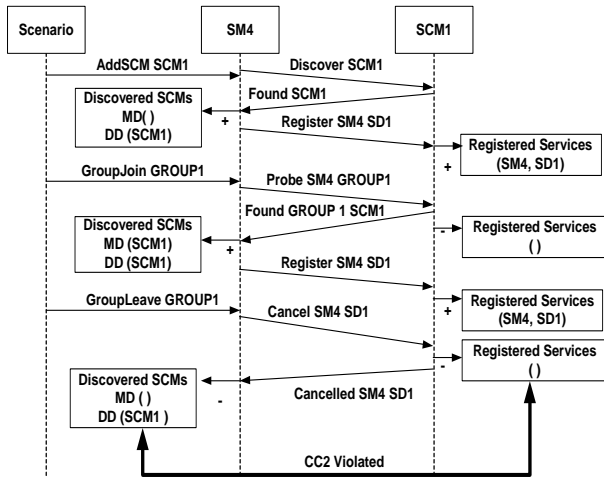 Scenario
SM4
SCM1
AddSCM SCM1
Discover SCM1
Found SCM1
Discovered SCMs
MD( )
DD (SCM1)
+
Register SM4 SD1
Registered Services
(SM4, SD1)
+
GroupJoin GROUP1
Probe SM4 GROUP1
Found GROUP 1 SCM1
Discovered SCMs
MD (SCM1)
DD (SCM1)
+
-
Registered Services
( )
Register SM4 SD1
GroupLeave GROUP1
Cancel SM4 SD1
+
Registered Services
(SM4, SD1)
-
Registered Services
( )
Discovered SCMs
MD ( )
DD (SCM1 )
-
Cancelled SM4 SD1
CC2 Violated